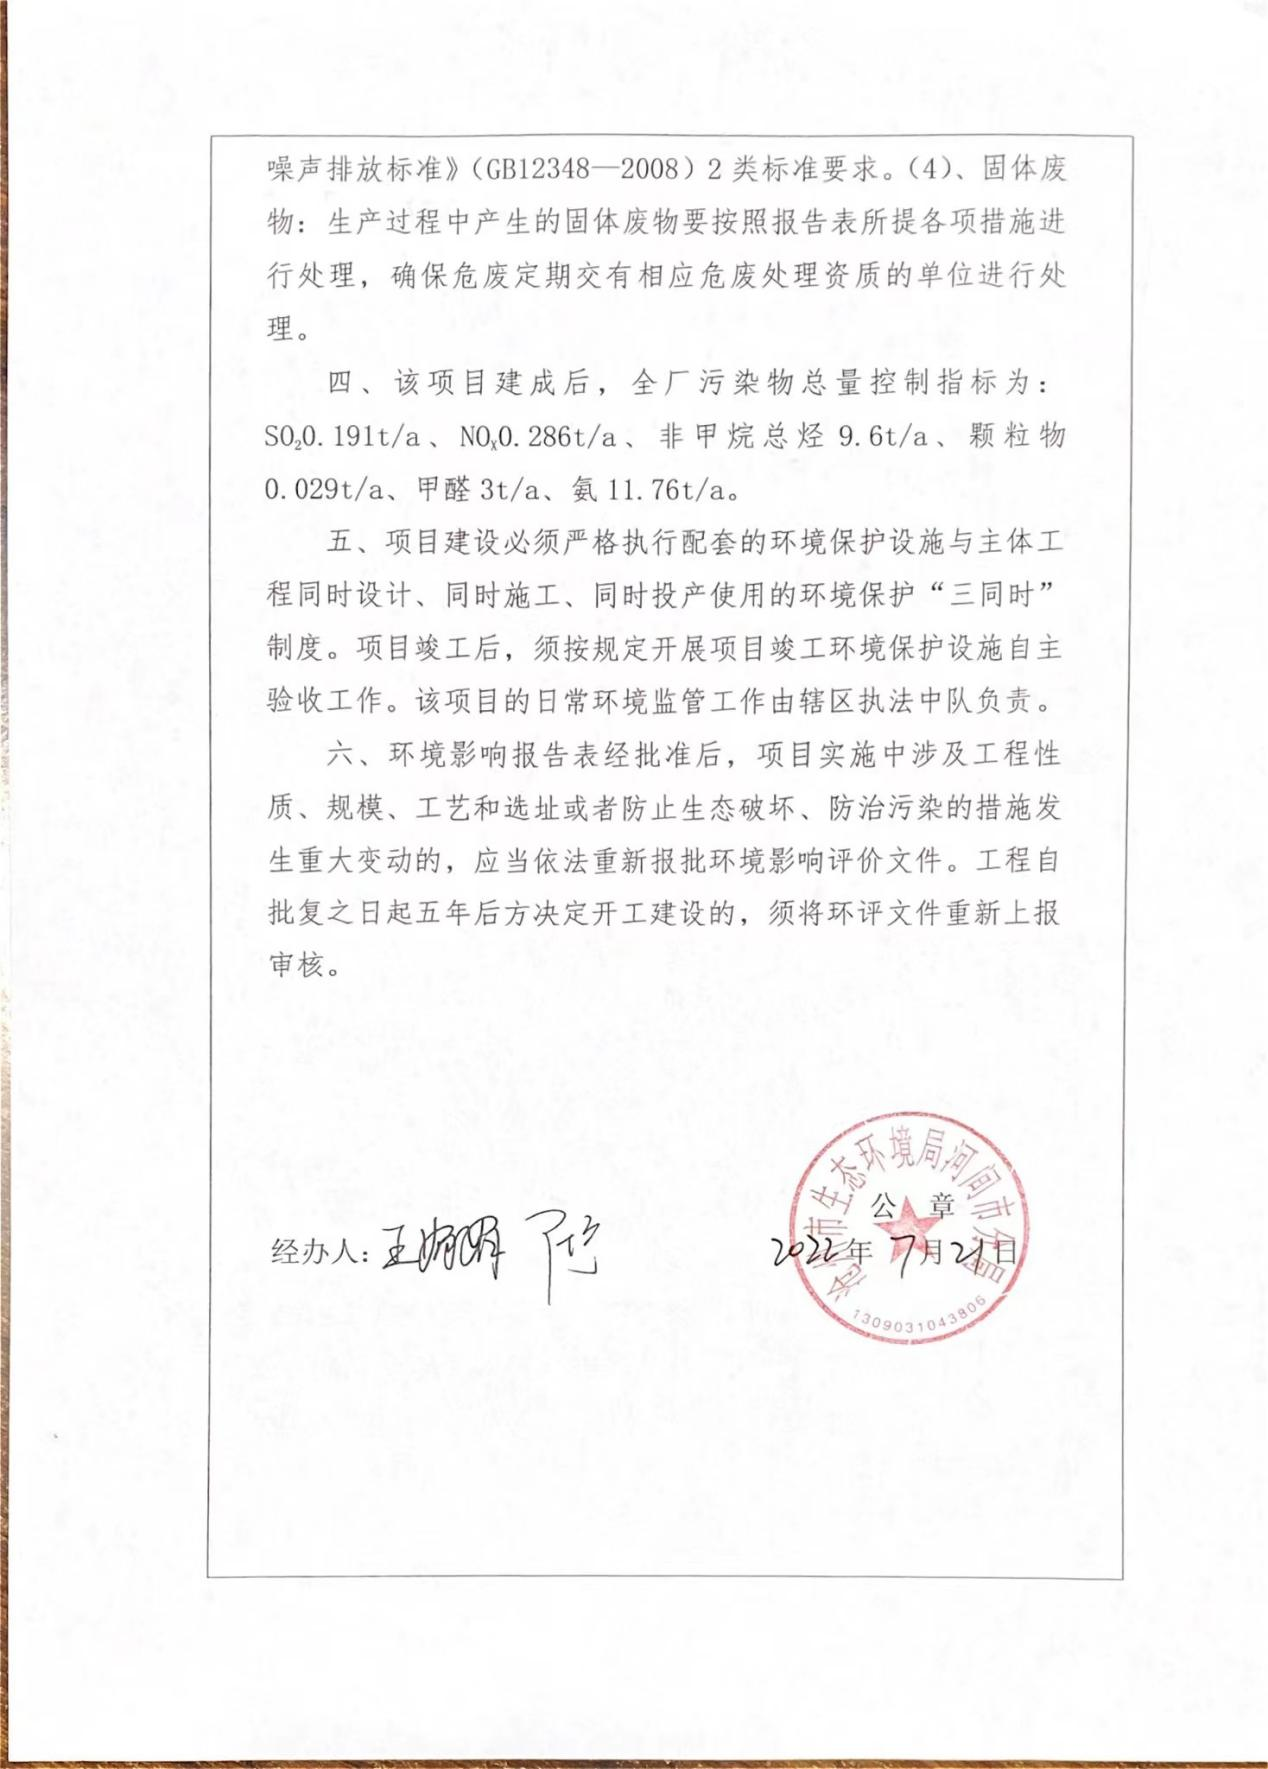 噪声排放标准》（GB12348—2008）2 类标准要求。（4）、固体废
物：生产过程中产生的固体废物要按照报告表所提各项措施进
行处理，确保危废定期交有相应危废处理资质的单位进行处
理。
四、该项目建成后，全厂污染物总量控制指标为：
SO₂0.191t/a、NOₓ0.286t/a、非甲烷总烃 9.6t/a、颗粒物
0.029t/a、甲醛 3t/a、氨 11.76t/a。
五、项目建设必须严格执行配套的环境保护设施与主体工
程同时设计、同时施工、同时投产使用的环境保护“三同时”
制度。项目竣工后，须按规定开展项目竣工环境保护设施自主
验收工作。该项目的日常环境监管工作由辖区执法中队负责。
六、环境影响报告表经批准后，项目实施中涉及工程性
质、规模、工艺和选址或者防止生态破坏、防治污染的措施发
生重大变动的，应当依法重新报批环境影响评价文件。工程自
批复之日起五年后方决定开工建设的，须将环评文件重新上报
审核。
沧州市生态环境局河间市分局
公 章
经办人：王
2022年 7月21日
1309031043806